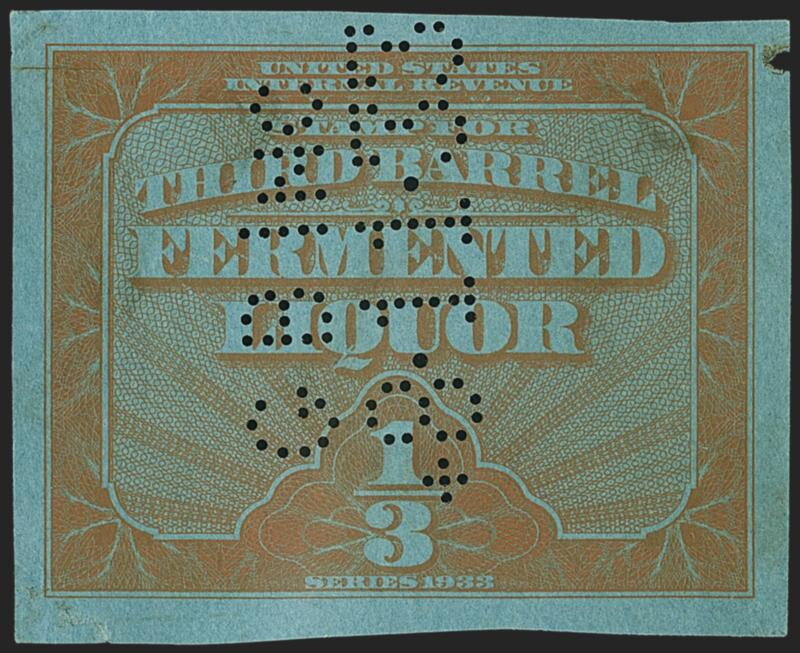 UNITED STATES
INTERNAL REVENUE
STAMP FOR
THIRD BARREL
FERMENTED
LIQUOR
1
3
SERIES 1933